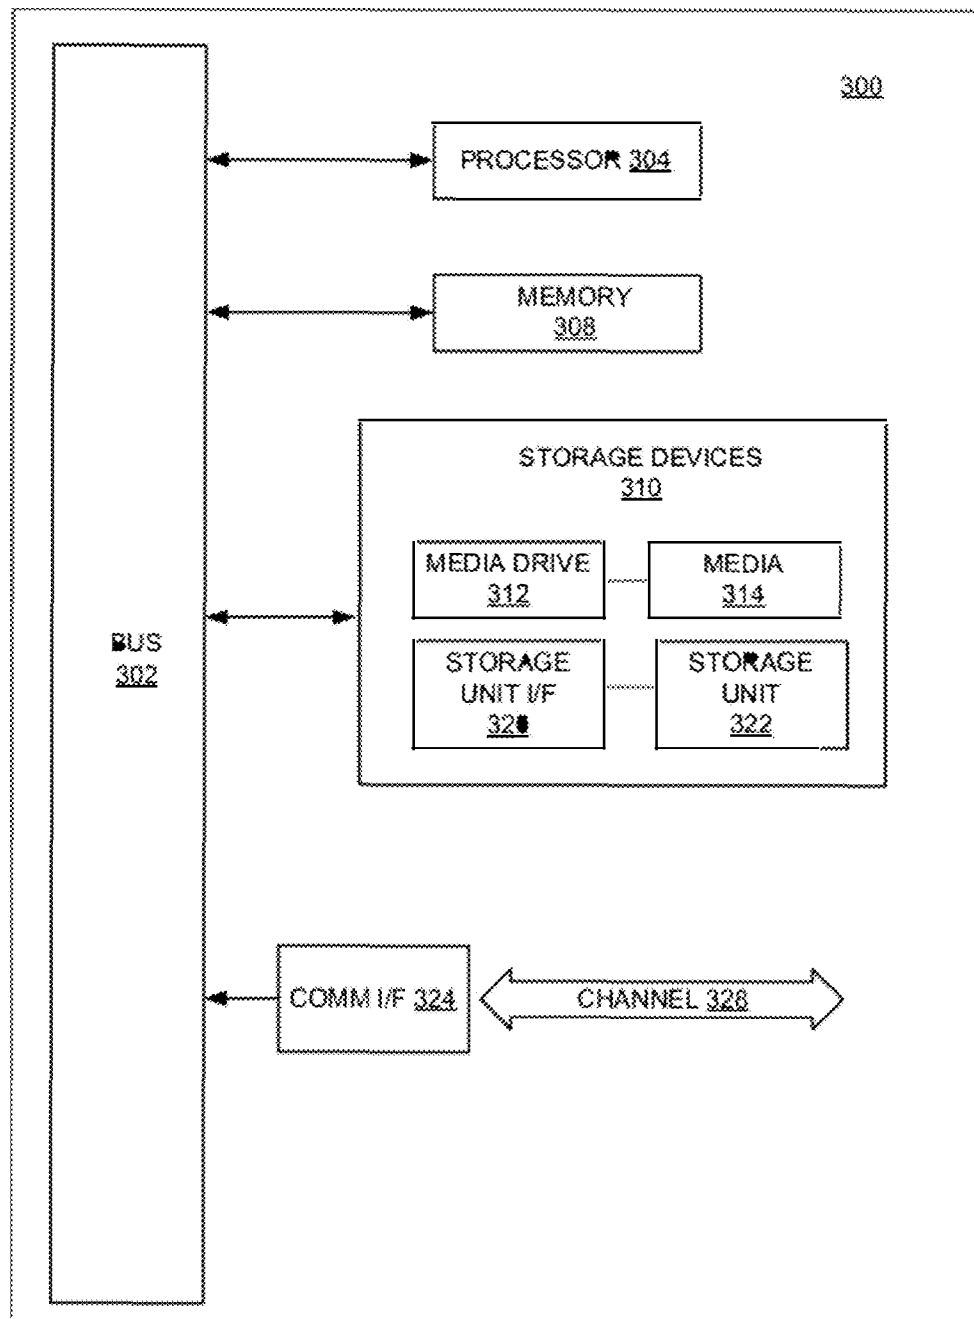 300
PROCESSOR 304
MEMORY
308
STORAGE DEVICES
310
MEDIA DRIVE
312
MEDIA
314
STORAGE
UNIT I/F
STORAGE
UNIT
322
BUS
302
COMM I/F 324
CHANNEL 328